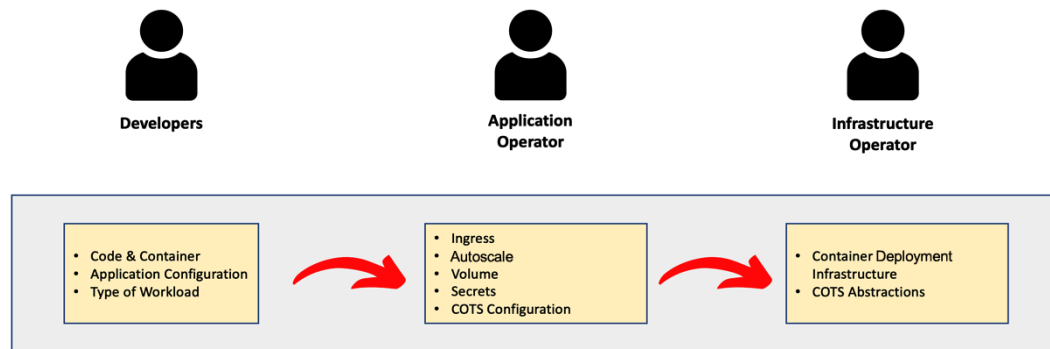 Developers
Application
Operator
Infrastructure
Operator
• Code & Container
• Application Configuration
• Type of Workload
• Ingress
• Autoscale
• Volume
• Secrets
• COTS Configuration
• Container Deployment
Infrastructure
• COTS Abstractions